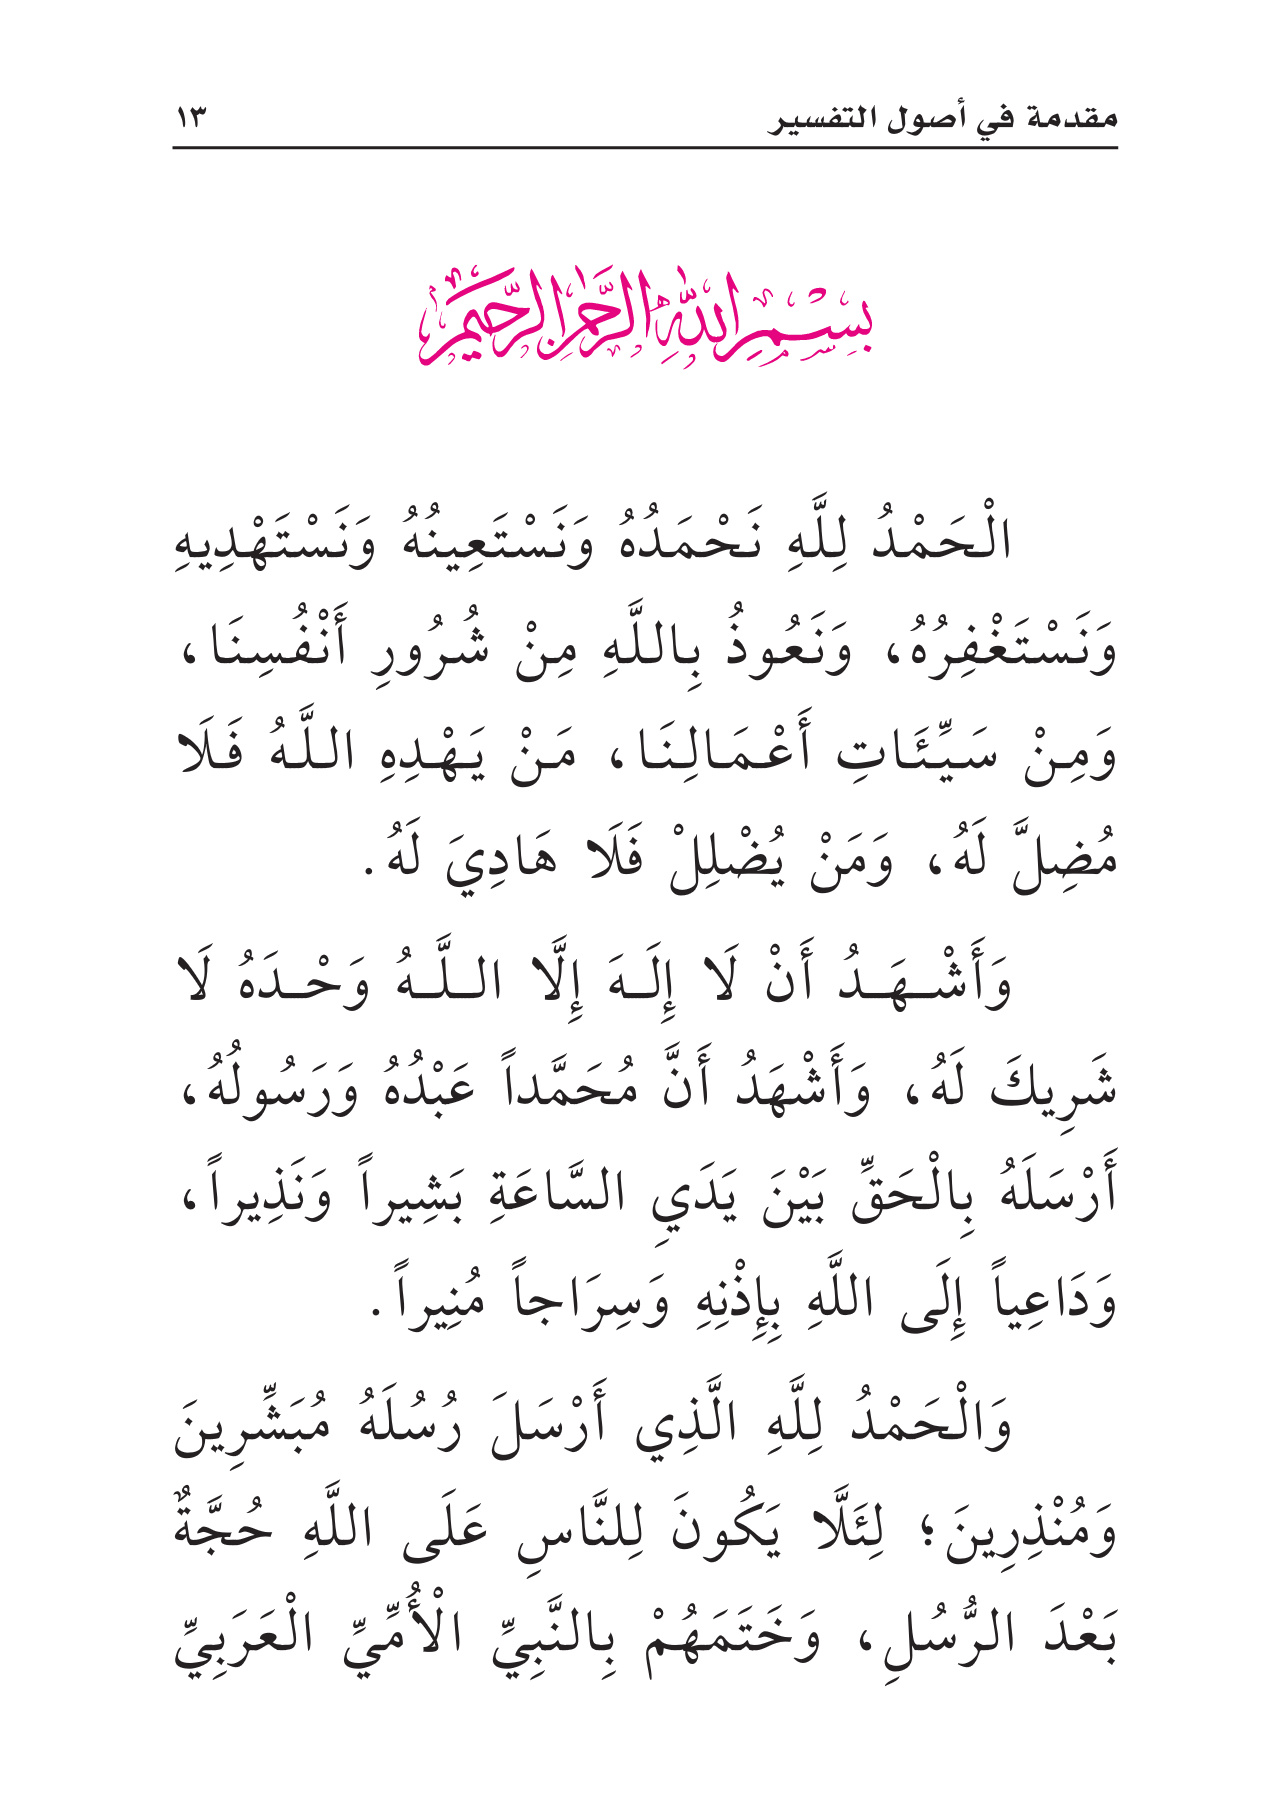 مقدمة في أصول التفسير ١٣
بِسْمِ اللَّهِ الرَّحْمَنِ الرَّحِيمِ
الْحَمْدُ لِلَّهِ نَحْمَدُهُ وَنَسْتَعِينُهُ وَنَسْتَهْدِيهِ
وَنَسْتَغْفِرُهُ، وَنَعُوذُ بِاللَّهِ مِنْ شُرُورِ أَنْفُسِنَا،
وَمِنْ سَيِّئَاتِ أَعْمَالِنَا، مَنْ يَهْدِهِ اللَّهُ فَلَا
مُضِلَّ لَهُ، وَمَنْ يُضْلِلْ فَلَا هَادِيَ لَهُ.
وَأَشْهَدُ أَنْ لَا إِلَهَ إِلَّا اللَّهُ وَحْدَهُ لَا
شَرِيكَ لَهُ، وَأَشْهَدُ أَنَّ مُحَمَّداً عَبْدُهُ وَرَسُولُهُ،
أَرْسَلَهُ بِالْحَقِّ بَيْنَ يَدَيِ السَّاعَةِ بَشِيراً وَنَذِيراً،
وَدَاعِياً إِلَى اللَّهِ بِإِذْنِهِ وَسِرَاجاً مُنِيراً.
وَالْحَمْدُ لِلَّهِ الَّذِي أَرْسَلَ رُسُلَهُ مُبَشِّرِينَ
وَمُنْذِرِينَ؛ لِئَلَّا يَكُونَ لِلنَّاسِ عَلَى اللَّهِ حُجَّةٌ
بَعْدَ الرُّسُلِ، وَخَتَمَهُمْ بِالنَّبِيِّ الْأُمِّيِّ الْعَرَبِيِّ